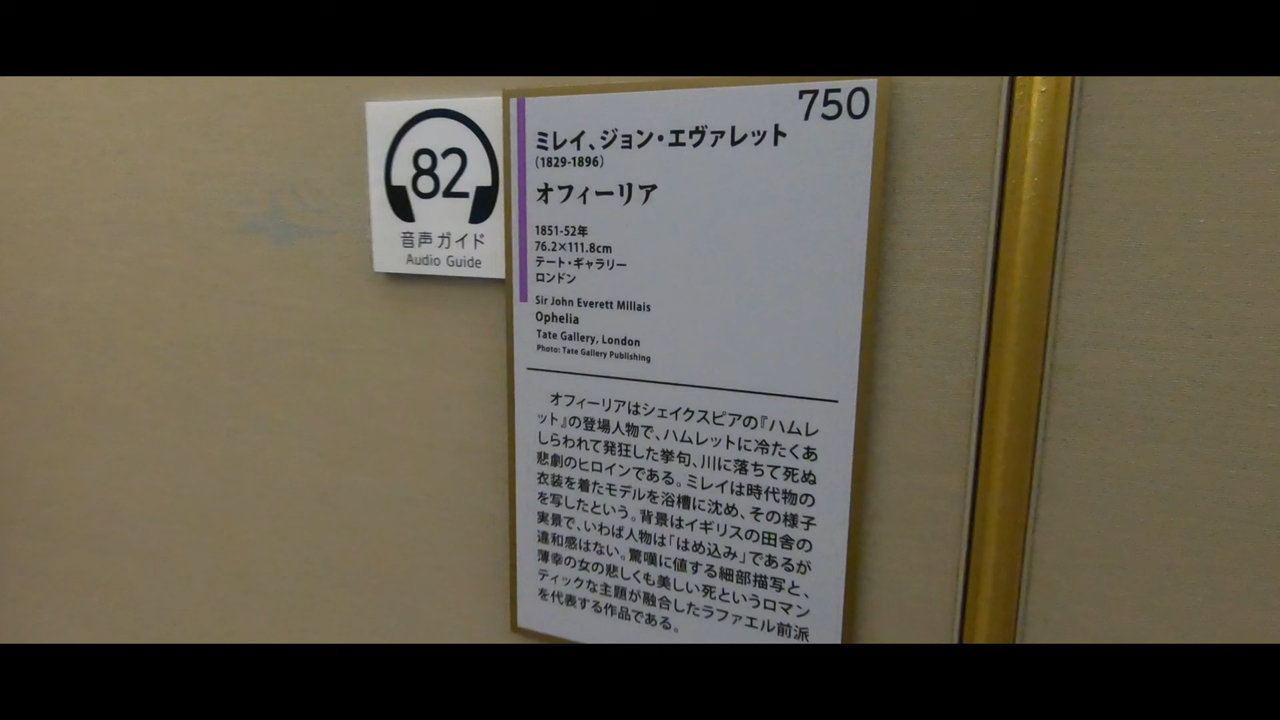 82
音声ガイド
Audio Guide
750
ミレイ、ジョン・エヴァレット
(1829-1896)
オフィーリア
1851-52年
76.2×111.8cm
テート・ギャラリー
ロンドン
Sir John Everett Millais
Ophelia
Tate Gallery, London
Photo: Tate Gallery Publishing
オフィーリアはシェイクスピアの『ハムレ
ット』の登場人物で、ハムレットに冷たくあ
しらわれて発狂した挙句、川に落ちて死ぬ
悲劇のヒロインである。ミレイは時代物の
衣装を着たモデルを浴槽に沈め、その様子
を写したという。背景はイギリスの田舎の
実景で、いわば人物は「はめ込み」であるが
違和感はない。驚嘆に値する細部描写と、
薄幸の女の悲しくも美しい死というロマン
ティックな主題が融合したラファエル前派
を代表する作品である。